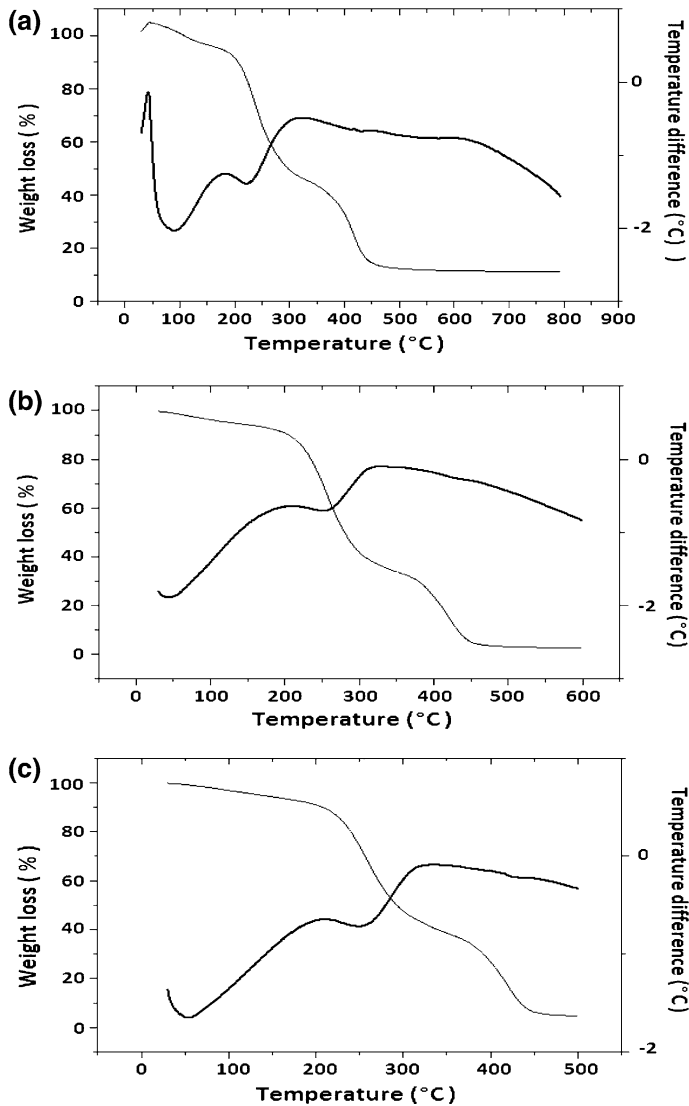 (a)
Weight loss ( % )
100
80
60
40
20
0
0 100 200 300 400 500 600 700 800 900
Temperature (°C)
0
-2
Temperature difference (°C) )
(b)
Weight loss ( % )
100
80
60
40
20
0
0 100 200 300 400 500 600
Temperature (°C)
0
-2
Temperature difference (°C)
(c)
Weight loss ( % )
100
80
60
40
20
0
0 100 200 300 400 500
Temperature (°C)
0
-2
Temperature difference (°C)